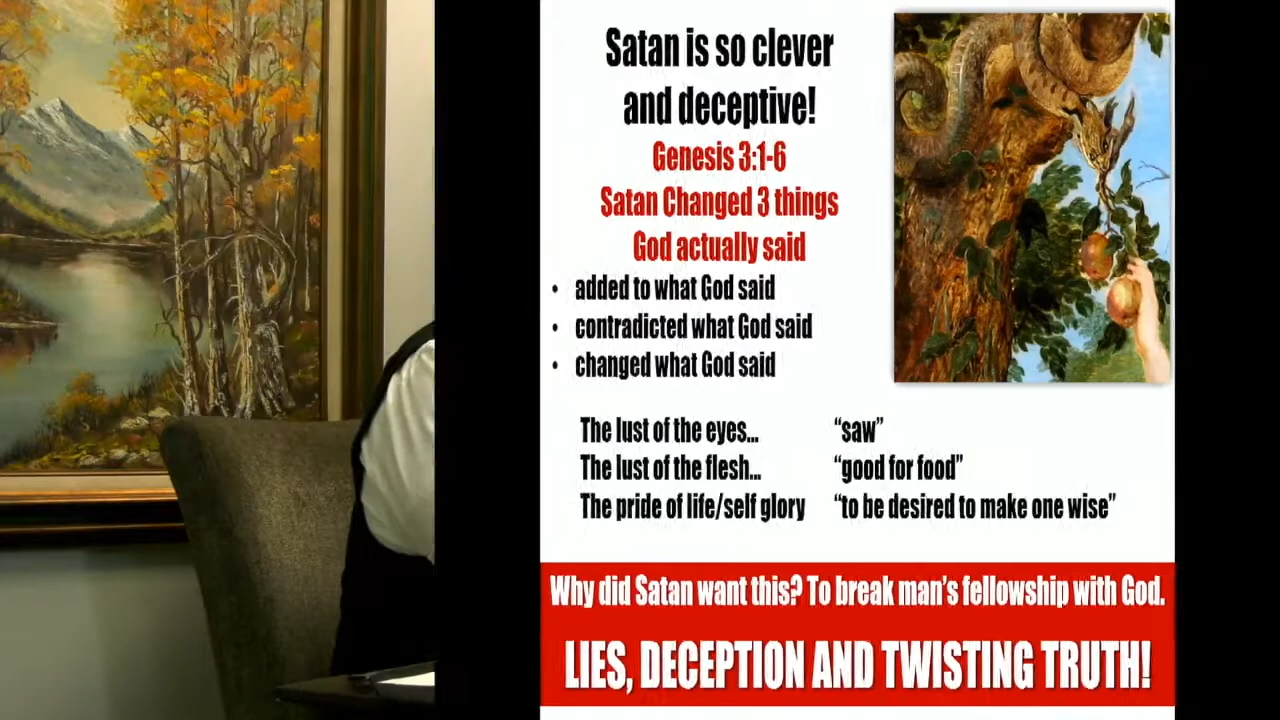 Satan is so clever
and deceptive!
Genesis 3:1-6
Satan Changed 3 things
God actually said
• added to what God said
• contradicted what God said
• changed what God said
The lust of the eyes... “saw”
The lust of the flesh... “good for food”
The pride of life/self glory “to be desired to make one wise”
Why did Satan want this? To break man’s fellowship with God.
LIES, DECEPTION AND TWISTING TRUTH!